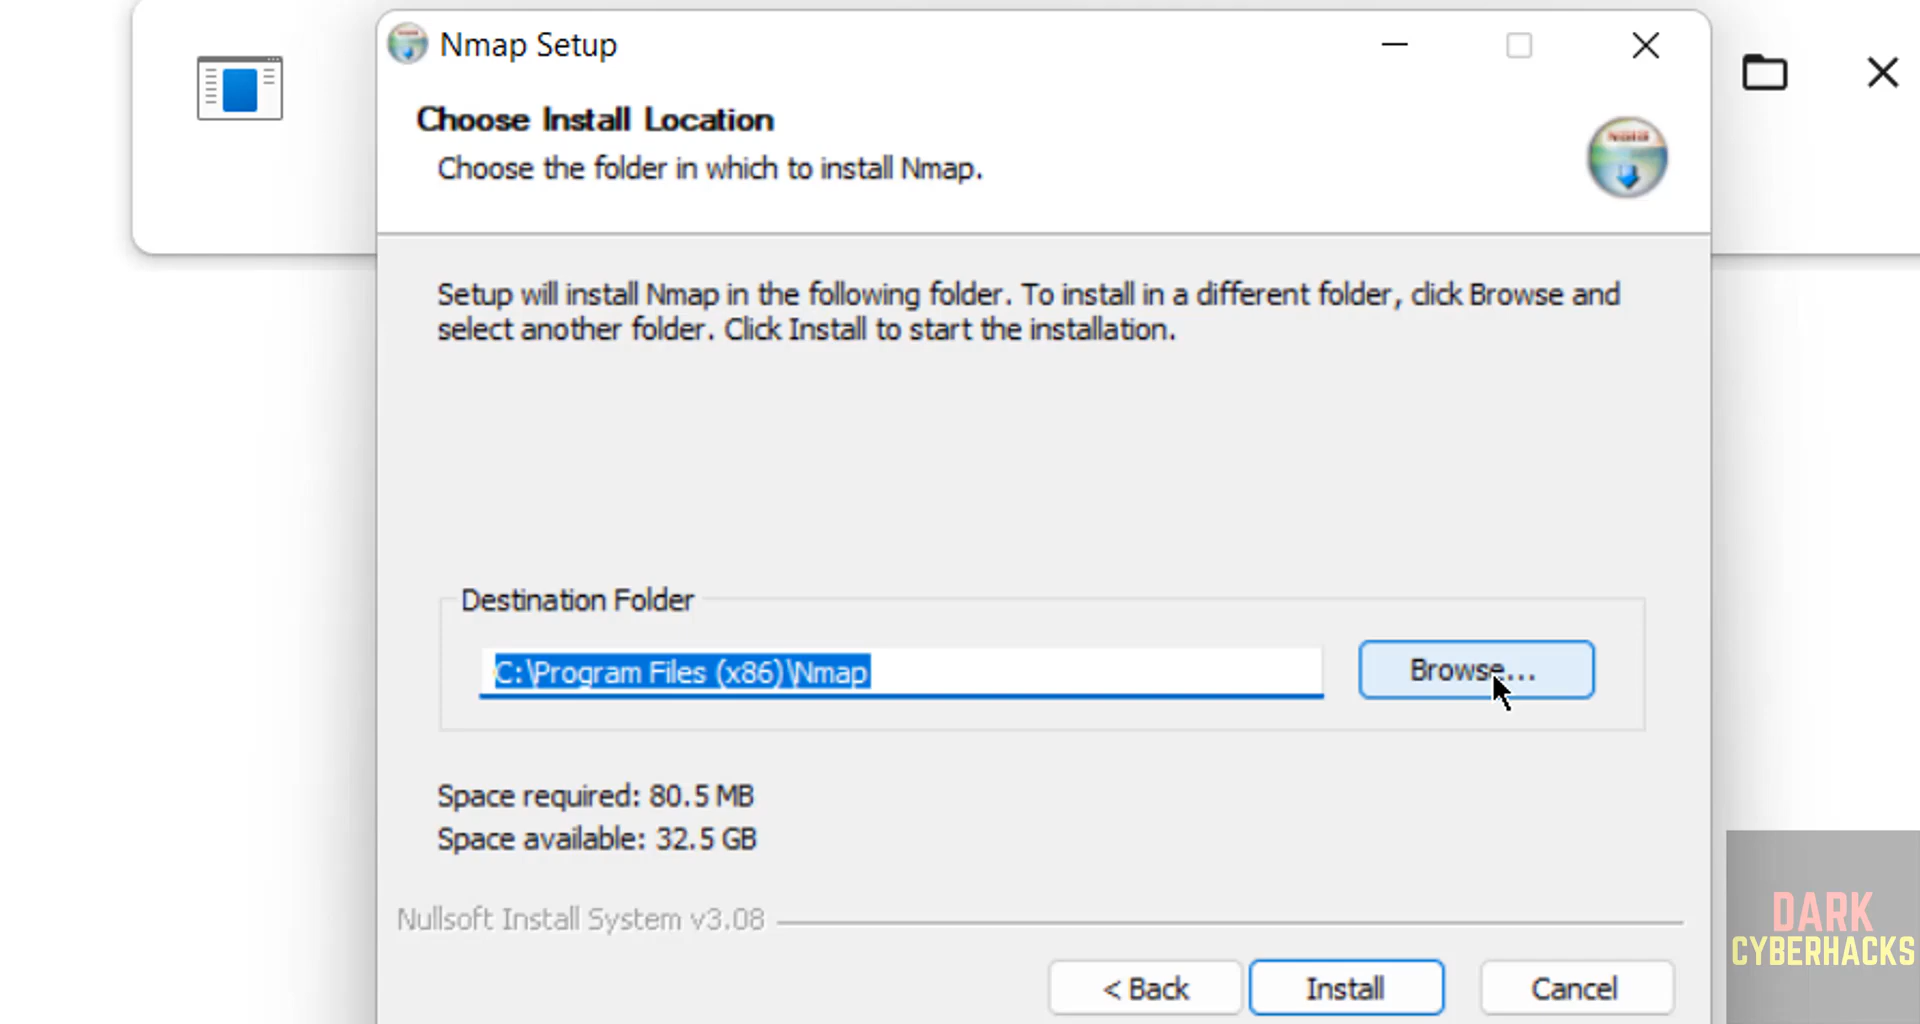 Nmap Setup
Choose Install Location
Choose the folder in which to install Nmap.
Setup will install Nmap in the following folder. To install in a different folder, click Browse and
select another folder. Click Install to start the installation.
Destination Folder
C:\Program Files (x86)\Nmap
Browse...
Space required: 80.5 MB
Space available: 32.5 GB
Nullsoft Install System v3.08
< Back
Install
Cancel
DARK
CYBERHACKS